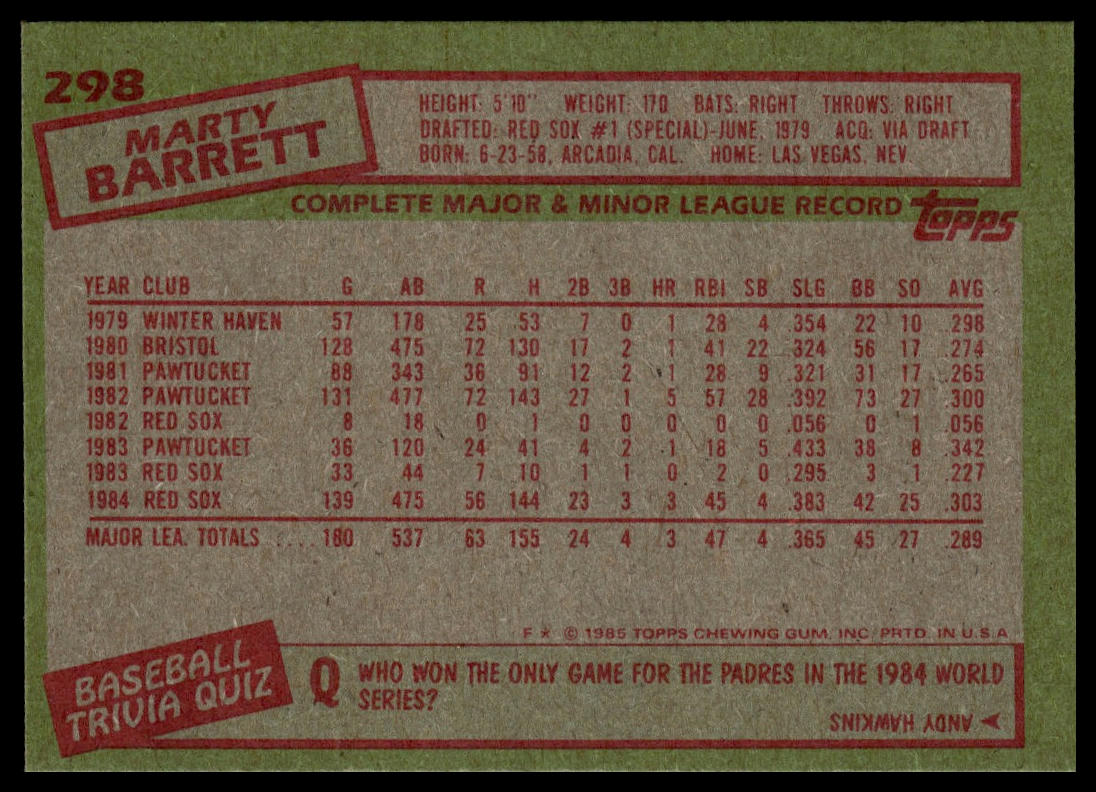 298
MARTY
BARRETT
HEIGHT: 5'10" WEIGHT: 170 BATS: RIGHT THROWS: RIGHT
DRAFTED: RED SOX #1 (SPECIAL)-JUNE, 1979 ACQ: VIA DRAFT
BORN: 6-23-58, ARCADIA, CAL. HOME: LAS VEGAS, NEV.
COMPLETE MAJOR & MINOR LEAGUE RECORD topps
YEAR CLUB G AB R H 2B 3B HR RBI SB SLG BB SO AVG
1979 WINTER HAVEN 57 178 25 53 7 0 1 28 4 .354 22 10 .298
1980 BRISTOL 128 475 72 130 17 2 1 41 22 .324 56 17 .274
1981 PAWTUCKET 88 343 36 91 12 2 1 28 9 .321 31 17 .265
1982 PAWTUCKET 131 477 72 143 27 1 5 57 28 .392 73 27 .300
1982 RED SOX 8 18 0 1 0 0 0 0 0 .056 0 1 .056
1983 PAWTUCKET 36 120 24 41 4 2 1 18 5 .433 38 8 .342
1983 RED SOX 33 44 7 10 1 1 0 2 0 .295 3 1 .227
1984 RED SOX 139 475 56 144 23 3 3 45 4 .383 42 25 .303
MAJOR LEA. TOTALS .... 180 537 63 155 24 4 3 47 4 .365 45 27 .289
F ★ © 1985 TOPPS CHEWING GUM, INC. PRTD. IN U.S.A
BASEBALL
TRIVIA QUIZ
Q WHO WON THE ONLY GAME FOR THE PADRES IN THE 1984 WORLD
SERIES?
ANDY HAWKINS